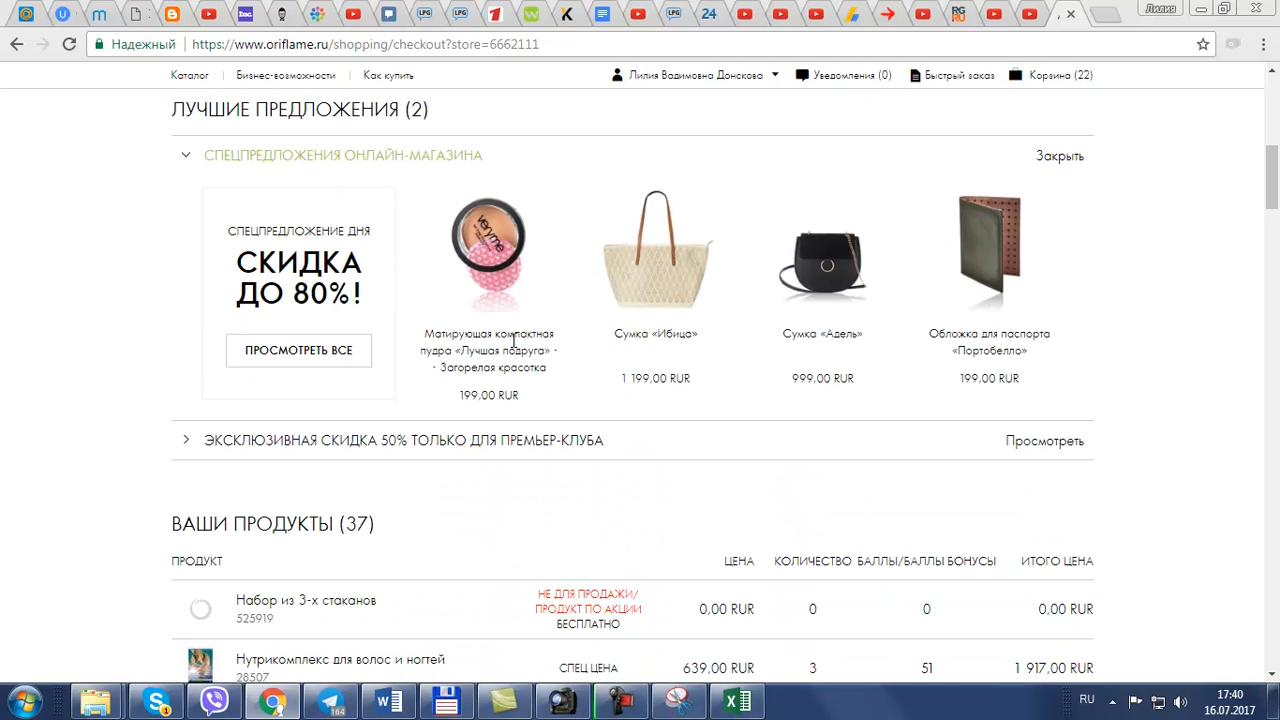 Лилия
Надежный https://www.oriflame.ru/shopping/checkout?store=6662111
Каталог Бизнес-возможности Как купить Лилия Вадимовна Донскова Уведомления (0) Быстрый заказ Корзина (22)
ЛУЧШИЕ ПРЕДЛОЖЕНИЯ (2)
СПЕЦПРЕДЛОЖЕНИЯ ОНЛАЙН-МАГАЗИНА Закрыть
СПЕЦПРЕДЛОЖЕНИЕ ДНЯ
СКИДКА
ДО 80%!
ПРОСМОТРЕТЬ ВСЕ
veryme
Матирующая компактная
пудра «Лучшая подруга» -
- Загорелая красотка
199,00 RUR
Сумка «Ибица»
1 199,00 RUR
Сумка «Адель»
999,00 RUR
Обложка для паспорта
«Портобелло»
199,00 RUR
ЭКСКЛЮЗИВНАЯ СКИДКА 50% ТОЛЬКО ДЛЯ ПРЕМЬЕР-КЛУБА Просмотреть
ВАШИ ПРОДУКТЫ (37)
ПРОДУКТ ЦЕНА КОЛИЧЕСТВО БАЛЛЫ/БАЛЛЫ БОНУСЫ ИТОГО ЦЕНА
Набор из 3-х стаканов
525919
НЕ ДЛЯ ПРОДАЖИ/
ПРОДУКТ ПО АКЦИИ
БЕСПЛАТНО
0,00 RUR 0 0 0,00 RUR
Нутрикомплекс для волос и ногтей
28507
СПЕЦ ЦЕНА 639,00 RUR 3 51 1 917,00 RUR
164
RU 17:40
16.07.2017